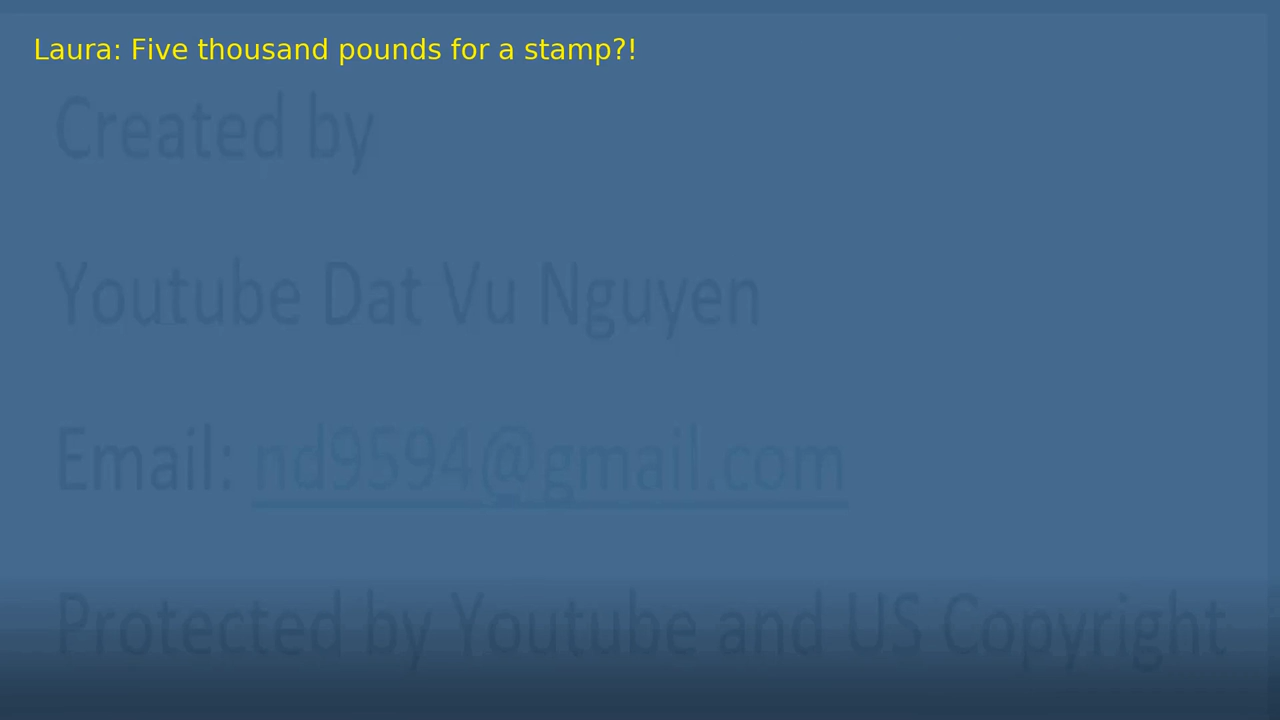 Laura: Five thousand pounds for a stamp?!
Created by
Youtube Dat Vu Nguyen
Email: nd9594@gmail.com
Protected by Youtube and US Copyright